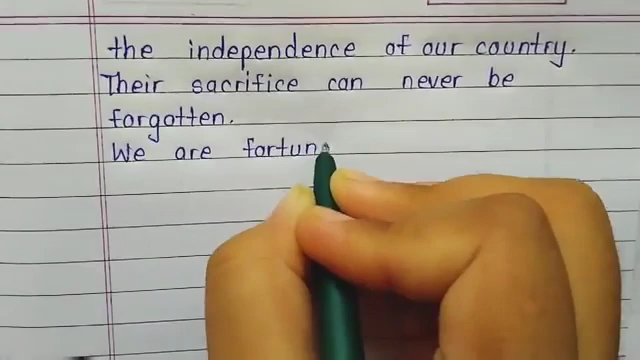 the independence of our country.
Their sacrifice can never be
forgotten.
We are fortun